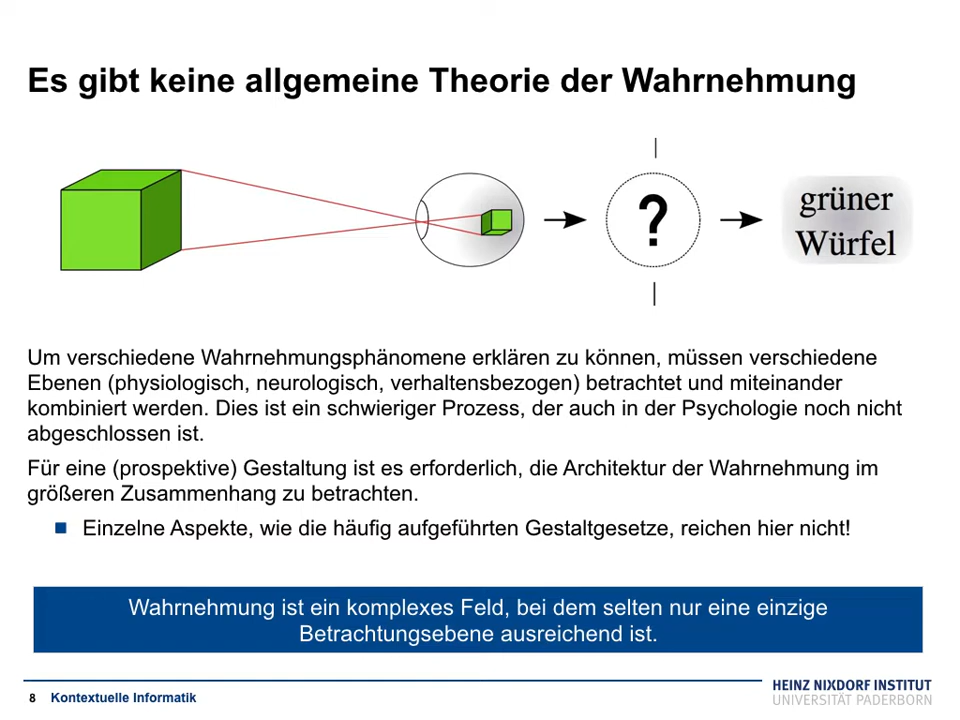 Es gibt keine allgemeine Theorie der Wahrnehmung
?
grüner
Würfel
Um verschiedene Wahrnehmungsphänomene erklären zu können, müssen verschiedene
Ebenen (physiologisch, neurologisch, verhaltensbezogen) betrachtet und miteinander
kombiniert werden. Dies ist ein schwieriger Prozess, der auch in der Psychologie noch nicht
abgeschlossen ist.
Für eine (prospektive) Gestaltung ist es erforderlich, die Architektur der Wahrnehmung im
größeren Zusammenhang zu betrachten.
Einzelne Aspekte, wie die häufig aufgeführten Gestaltgesetze, reichen hier nicht!
Wahrnehmung ist ein komplexes Feld, bei dem selten nur eine einzige
Betrachtungsebene ausreichend ist.
8 Kontextuelle Informatik
HEINZ NIXDORF INSTITUT
UNIVERSITÄT PADERBORN